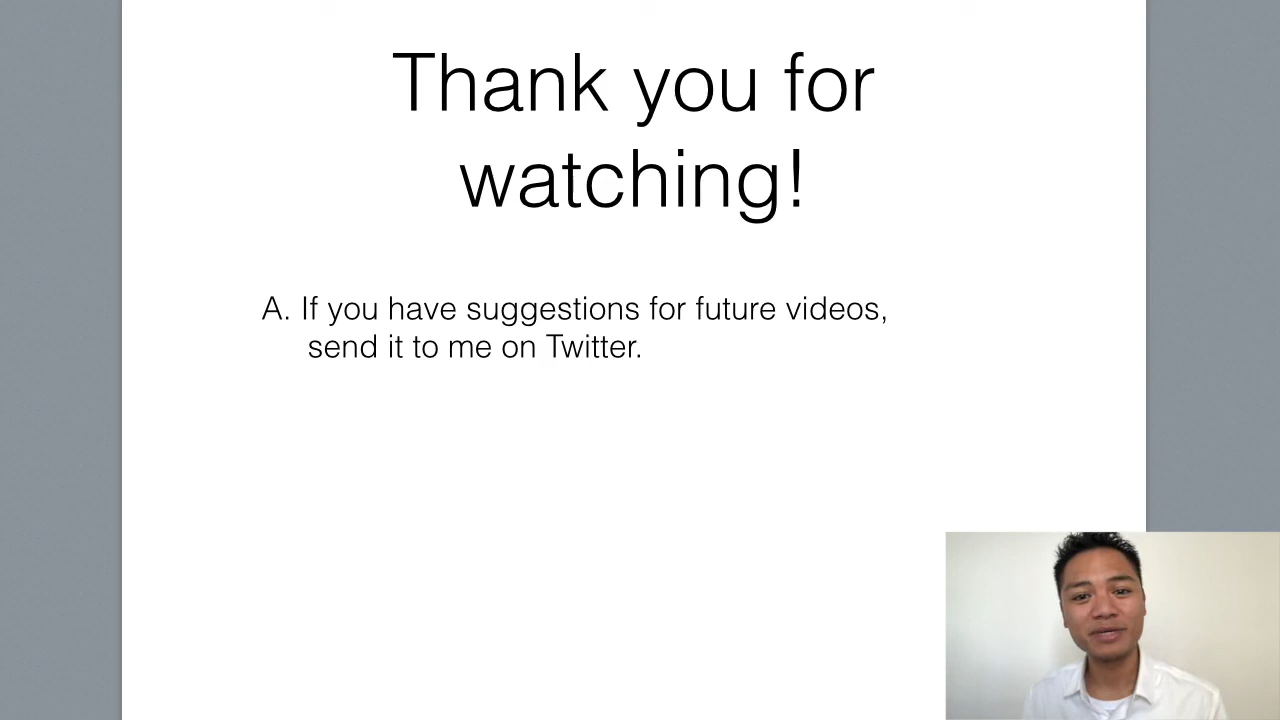 Thank you for
watching!
A. If you have suggestions for future videos,
send it to me on Twitter.